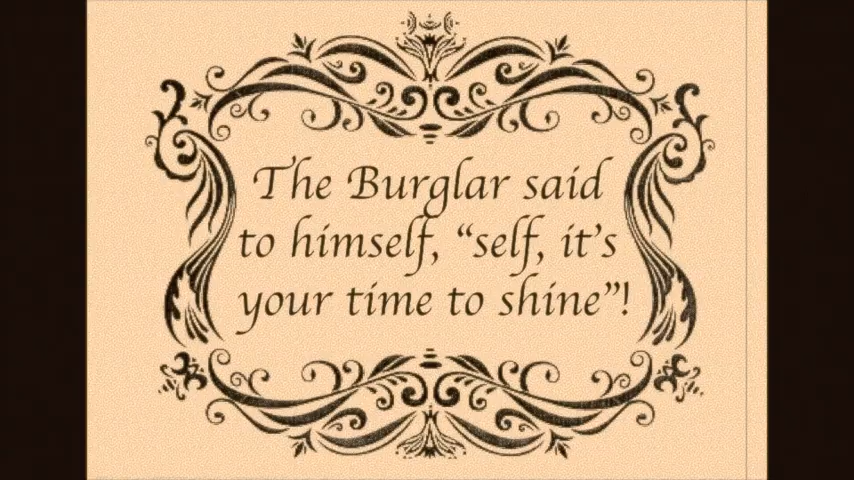 The Burglar said
to himself, “self, it’s
your time to shine”!